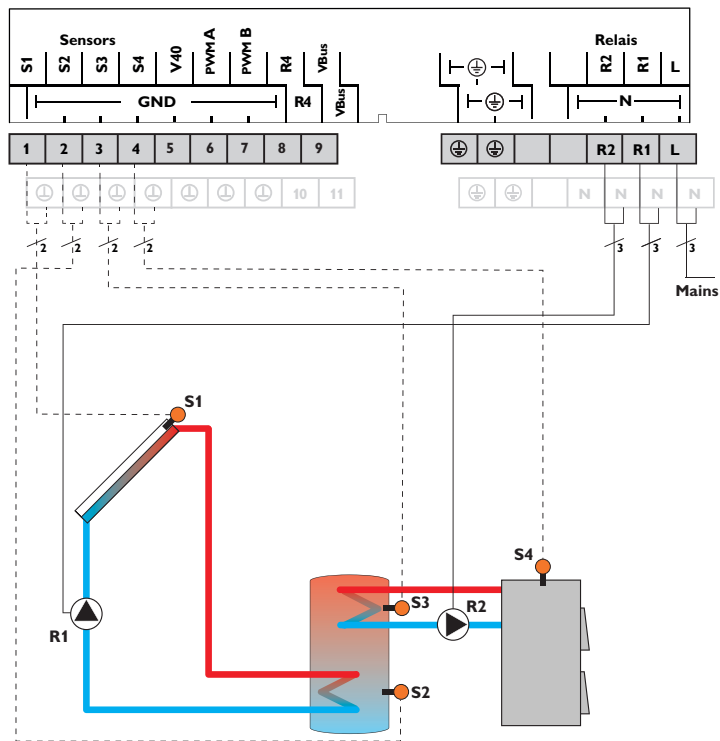 Sensors
Relais
S1 S2 S3 S4 V40 PWM A PWM B R4 VBus
R2 R1 L
GND R4 VBus
N
1 2 3 4 5 6 7 8 9
R2 R1 L
10 11
N N N N
2 2 2 2
3 3 3
Mains
S1
S4
S3
R2
R1
S2